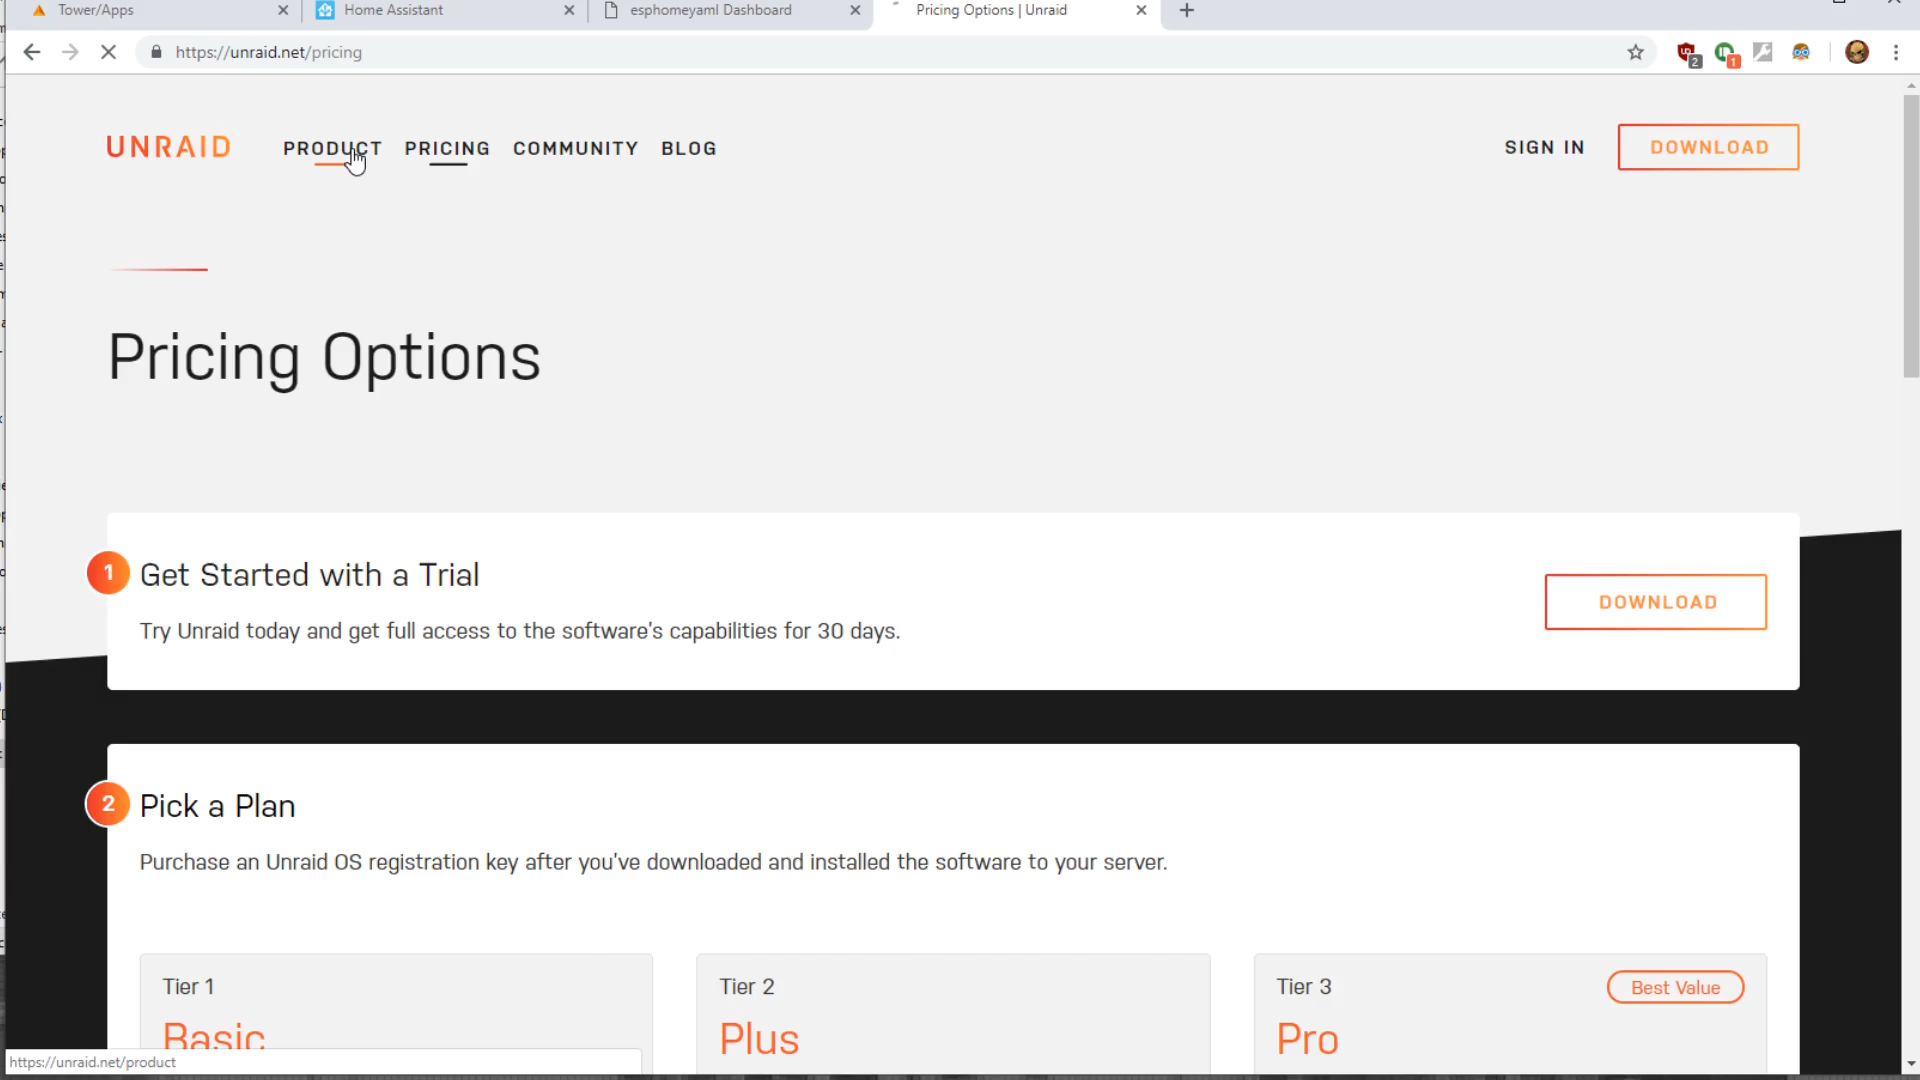 Tower/Apps
Home Assistant
esphomeyaml Dashboard
Pricing Options | Unraid
https://unraid.net/pricing
2
1
UNRAID
PRODUCT
PRICING
COMMUNITY
BLOG
SIGN IN
DOWNLOAD
Pricing Options
1
Get Started with a Trial
Try Unraid today and get full access to the software's capabilities for 30 days.
DOWNLOAD
2
Pick a Plan
Purchase an Unraid OS registration key after you've downloaded and installed the software to your server.
Tier 1
Basic
Tier 2
Plus
Tier 3
Best Value
Pro
https://unraid.net/product